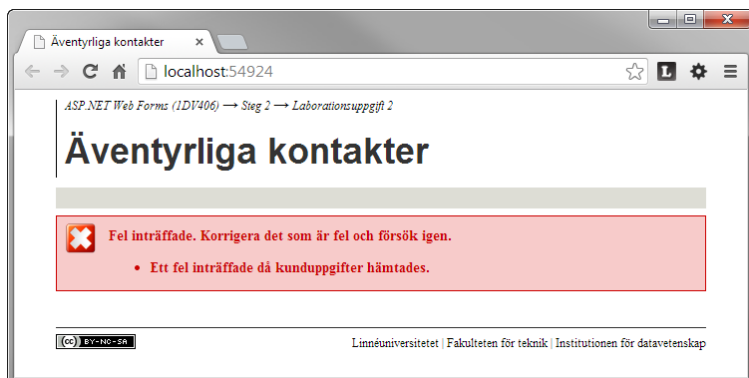 Äventyrliga kontakter
localhost:54924
L
ASP.NET Web Forms (1DV406) → Steg 2 → Laborationsuppgift 2
Äventyrliga kontakter
Fel inträffade. Korrigera det som är fel och försök igen.
• Ett fel inträffade då kunduppgifter hämtades.
(cc) BY-NC-SA
Linnéuniversitetet | Fakulteten för teknik | Institutionen för datavetenskap